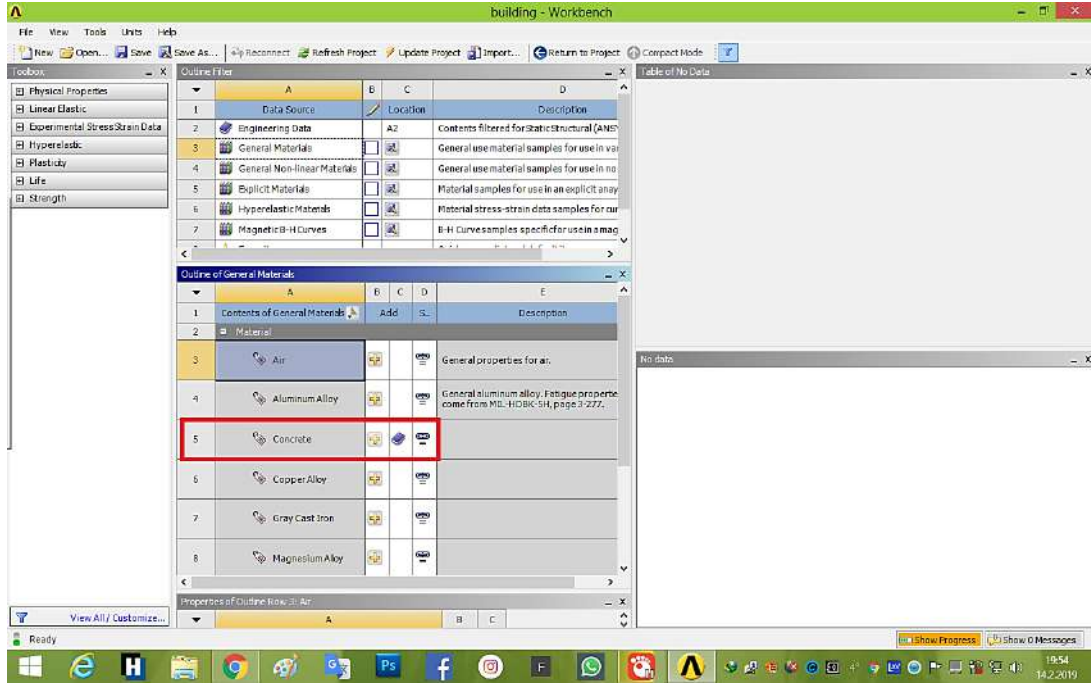 building - Workbench
File View Tools Units Help
New Open... Save Save As... Reconnect Refresh Project Update Project Import... Return to Project Compact Mode
Toolbox
Physical Properties
Linear Elastic
Experimental Stress Strain Data
Hyperelastic
Plasticity
Life
Strength
View All / Customize...
Outline Filter
A B C D
1 Data Source Location Description
2 Engineering Data A2 Contents filtered for Static Structural (ANSY
3 General Materials General use material samples for use in var
4 General Non-linear Materials General use material samples for use in no
5 Explicit Materials Material samples for use in an explicit anay
6 Hyperelastic Materials Material stress-strain data samples for cur
7 Magnetic B-H Curves B-H Curve samples specific for use in a mag
Outline of General Materials
A B C D E
1 Contents of General Materials Add S... Description
2 Material
3 Air General properties for air.
4 Aluminum Alloy General aluminum alloy. Fatigue propertie
come from MIL-HDBK-5H, page 3-277.
5 Concrete
6 Copper Alloy
7 Gray Cast Iron
8 Magnesium Alloy
Properties of Outline Row 3: Air
A B C
Table of No Data
No data
Ready
Show Progress Show 0 Messages
19:54
14.2.2019